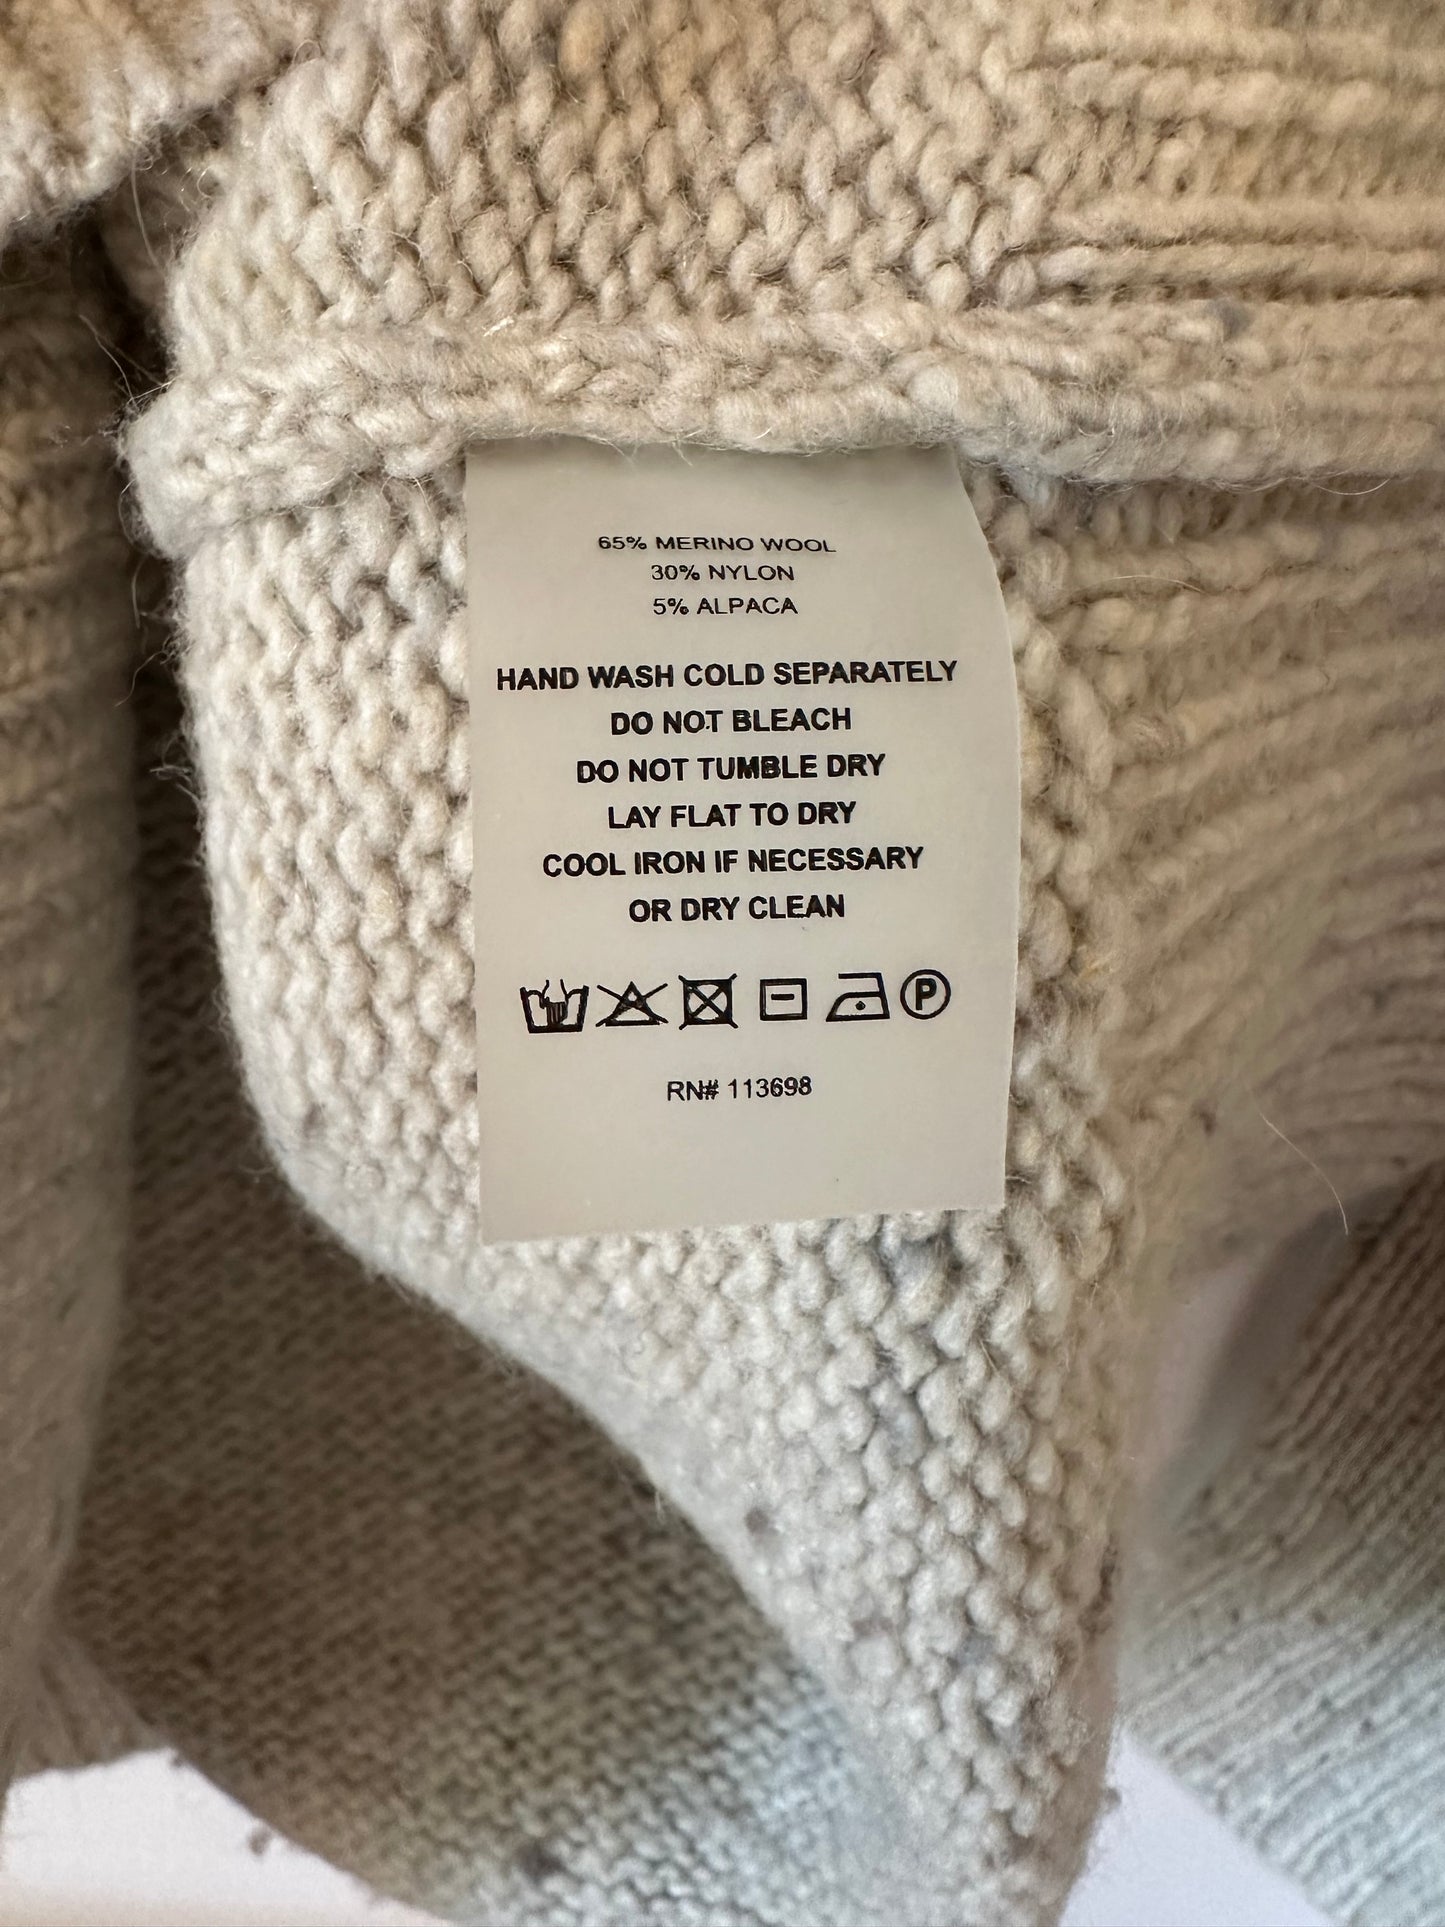 65% MERINO WOOL
30% NYLON
5% ALPACA
HAND WASH COLD SEPARATELY
DO NOT BLEACH
DO NOT TUMBLE DRY
LAY FLAT TO DRY
COOL IRON IF NECESSARY
OR DRY CLEAN
P
RN# 113698